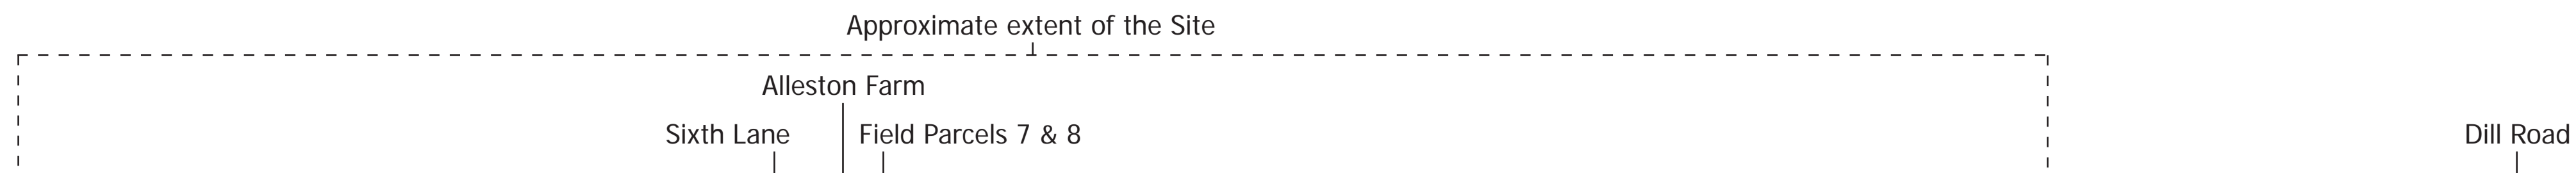 Approximate extent of the Site
Alleston Farm
Sixth Lane
Field Parcels 7 & 8
Dill Road